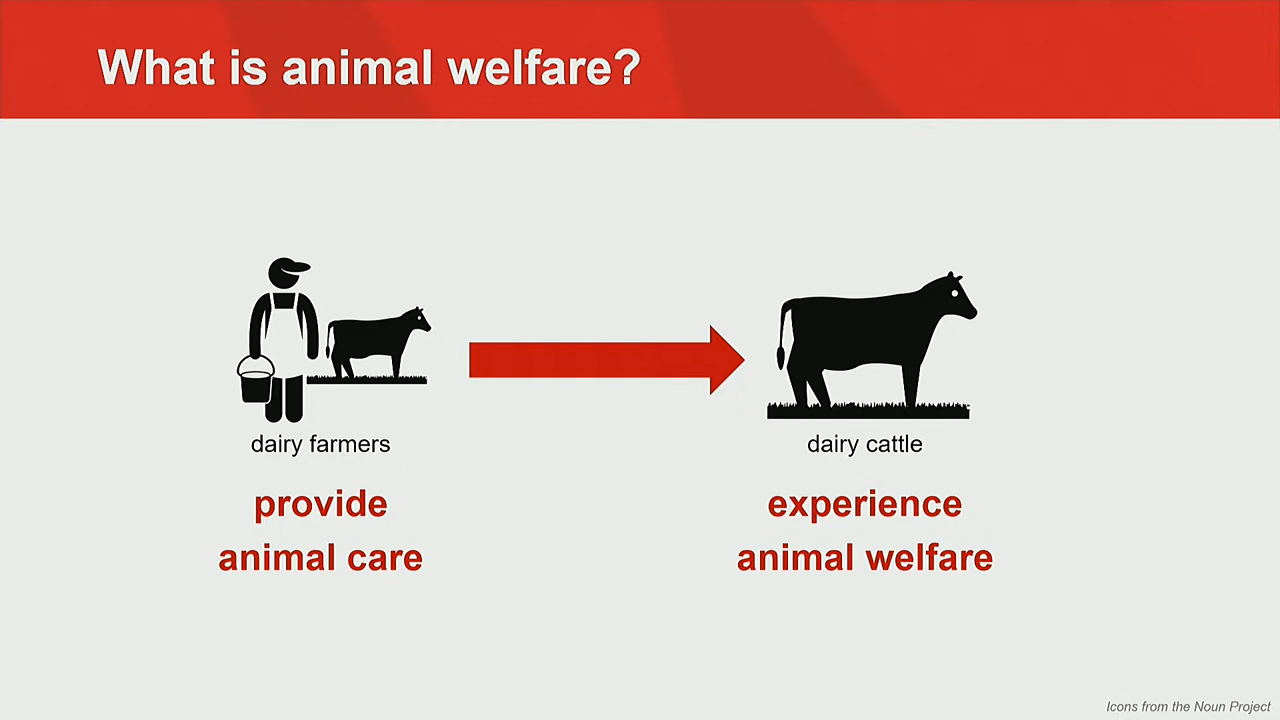 What is animal welfare?
dairy farmers
provide
animal care
dairy cattle
experience
animal welfare
Icons from the Noun Project